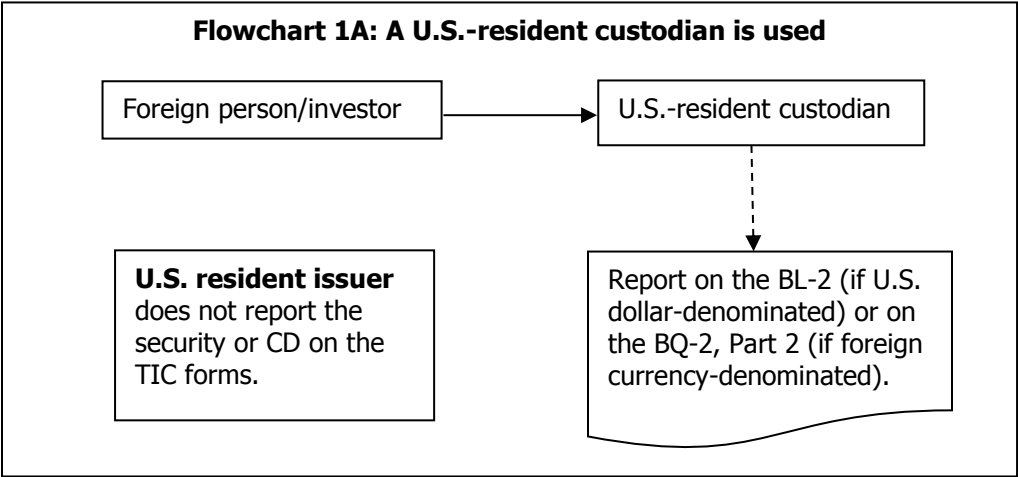 Flowchart 1A: A U.S.-resident custodian is used
Foreign person/investor
U.S.-resident custodian
U.S. resident issuer
does not report the
security or CD on the
TIC forms.
Report on the BL-2 (if U.S.
dollar-denominated) or on
the BQ-2, Part 2 (if foreign
currency-denominated).